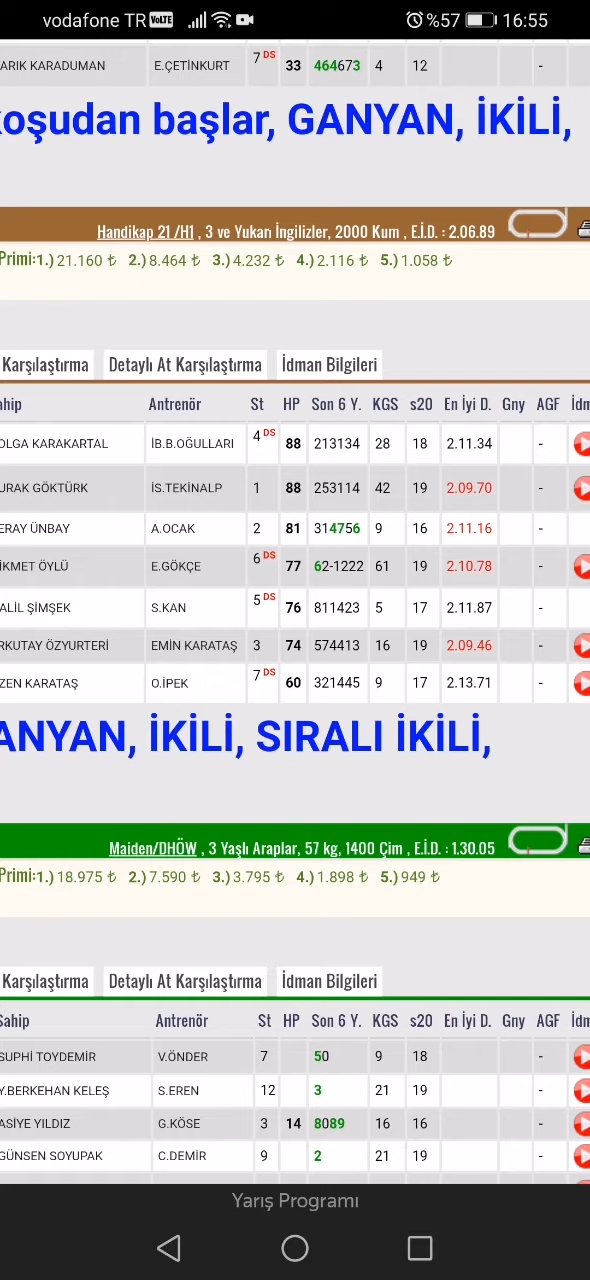 vodafone TR VoLTE %57 16:55
ARIK KARADUMAN E.ÇETİNKURT 7 DS 33 464673 4 12 -
koşudan başlar, GANYAN, İKİLİ,
Handikap 21 /H1 , 3 ve Yukarı İngilizler, 2000 Kum , E.İ.D. : 2.06.89
Primi:1.) 21.160 ₺ 2.) 8.464 ₺ 3.) 4.232 ₺ 4.) 2.116 ₺ 5.) 1.058 ₺
Karşılaştırma Detaylı At Karşılaştırma İdman Bilgileri
ahip Antrenör St HP Son 6 Y. KGS s20 En İyi D. Gny AGF İdm
OLGA KARAKARTAL İB.B.OĞULLARI 4 DS 88 213134 28 18 2.11.34 -
URAK GÖKTÜRK İS.TEKİNALP 1 88 253114 42 19 2.09.70 -
ERAY ÜNBAY A.OCAK 2 81 314756 9 16 2.11.16 -
İKMET ÖYLÜ E.GÖKÇE 6 DS 77 62-1222 61 19 2.10.78 -
ALİL ŞİMŞEK S.KAN 5 DS 76 811423 5 17 2.11.87 -
RKUTAY ÖZYURTERİ EMİN KARATAŞ 3 74 574413 16 19 2.09.46 -
ZEN KARATAŞ O.İPEK 7 DS 60 321445 9 17 2.13.71 -
ANYAN, İKİLİ, SIRALI İKİLİ,
Maiden/DHÖW , 3 Yaşlı Araplar, 57 kg, 1400 Çim , E.İ.D. : 1.30.05
Primi:1.) 18.975 ₺ 2.) 7.590 ₺ 3.) 3.795 ₺ 4.) 1.898 ₺ 5.) 949 ₺
Karşılaştırma Detaylı At Karşılaştırma İdman Bilgileri
Sahip Antrenör St HP Son 6 Y. KGS s20 En İyi D. Gny AGF İdm
SUPHİ TOYDEMİR V.ÖNDER 7 50 9 18 -
Y.BERKEHAN KELEŞ S.EREN 12 3 21 19 -
ASİYE YILDIZ G.KÖSE 3 14 8089 16 16 -
GÜNSEN SOYUPAK C.DEMİR 9 2 21 19 -
Yarış Programı